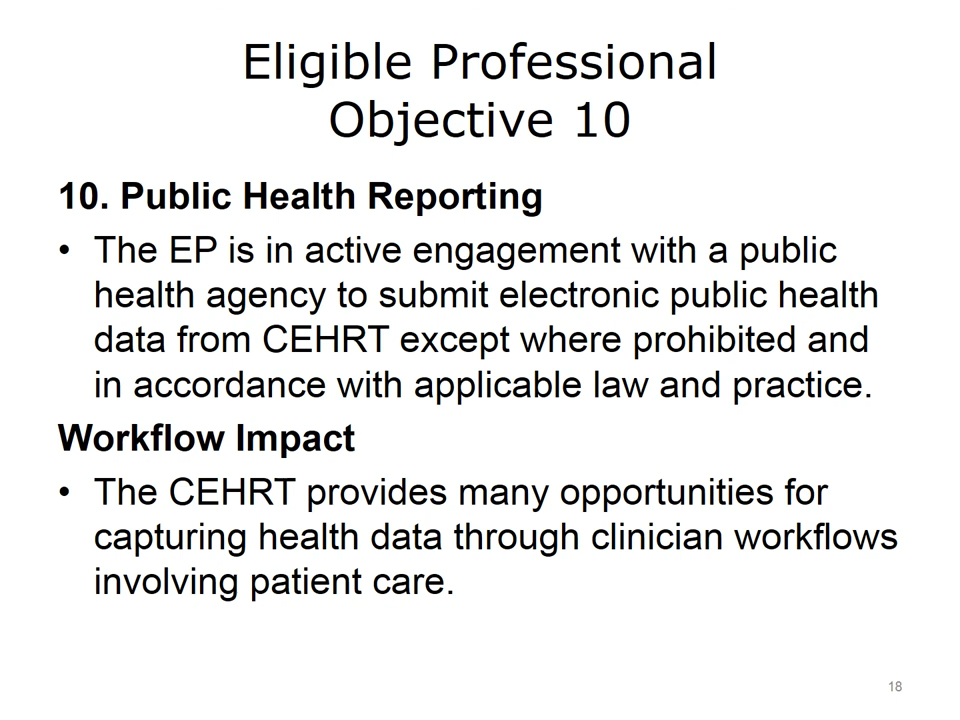 Eligible Professional
Objective 10
10. Public Health Reporting
• The EP is in active engagement with a public
health agency to submit electronic public health
data from CEHRT except where prohibited and
in accordance with applicable law and practice.
Workflow Impact
• The CEHRT provides many opportunities for
capturing health data through clinician workflows
involving patient care.
18